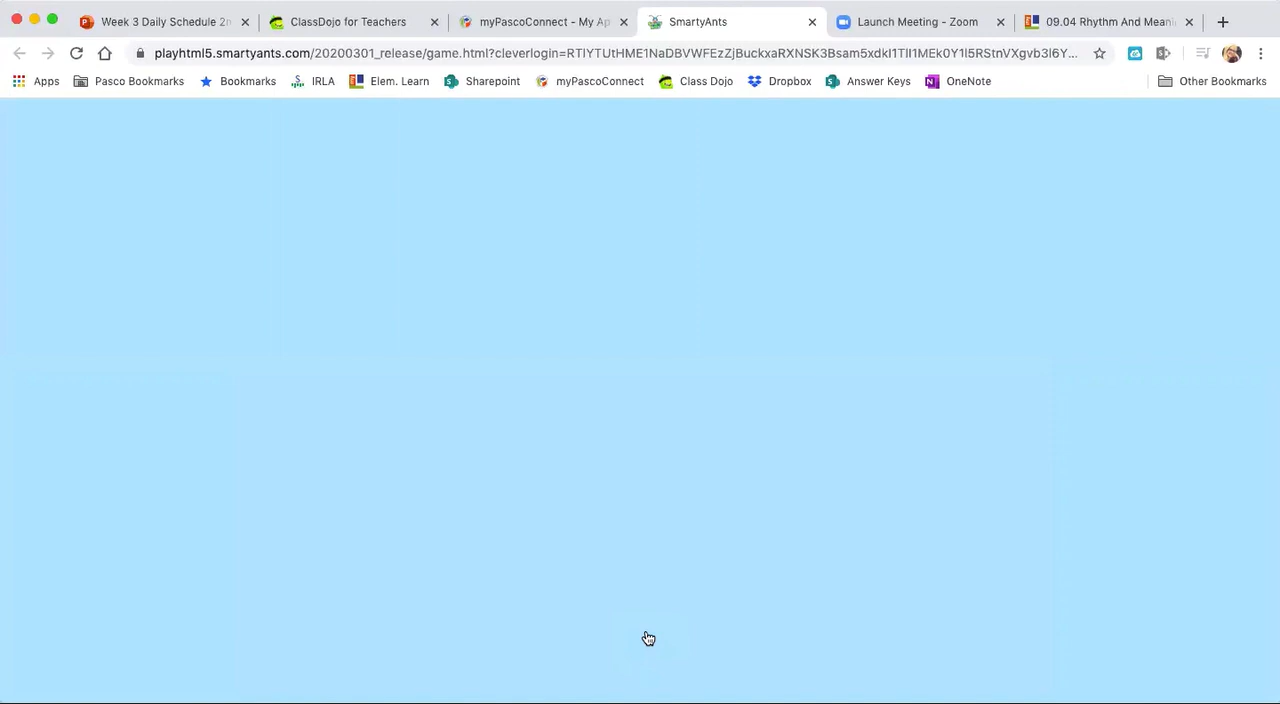 Week 3 Daily Schedule 2n
ClassDojo for Teachers
myPascoConnect - My Ap
SmartyAnts
Launch Meeting - Zoom
09.04 Rhythm And Meani
playhtml5.smartyants.com/20200301_release/game.html?cleverlogin=RTlYTUtHME1NaDBVWFEzZjBuckxaRXNSK3Bsam5xdkI1TlI1MEk0Y1l5RStnVXgvb3l6Y...
Apps
Pasco Bookmarks
Bookmarks
IRLA
Elem. Learn
Sharepoint
myPascoConnect
Class Dojo
Dropbox
Answer Keys
OneNote
Other Bookmarks